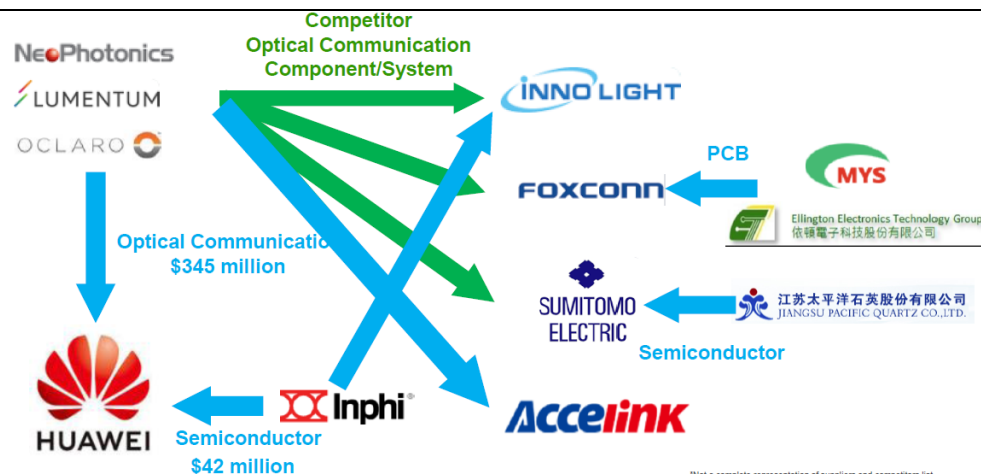 Competitor
Optical Communication
Component/System
NeoPhotonics
LUMENTUM
OCLARO
INNOLIGHT
FOXCONN
PCB
MYS
Ellington Electronics Technology Group
依頓電子科技股份有限公司
Optical Communicatio
$345 million
SUMITOMO
ELECTRIC
江苏太平洋石英股份有限公司
JIANGSU PACIFIC QUARTZ CO.,LTD.
Semiconductor
HUAWEI
Inphi®
Semiconductor
$42 million
Accelink